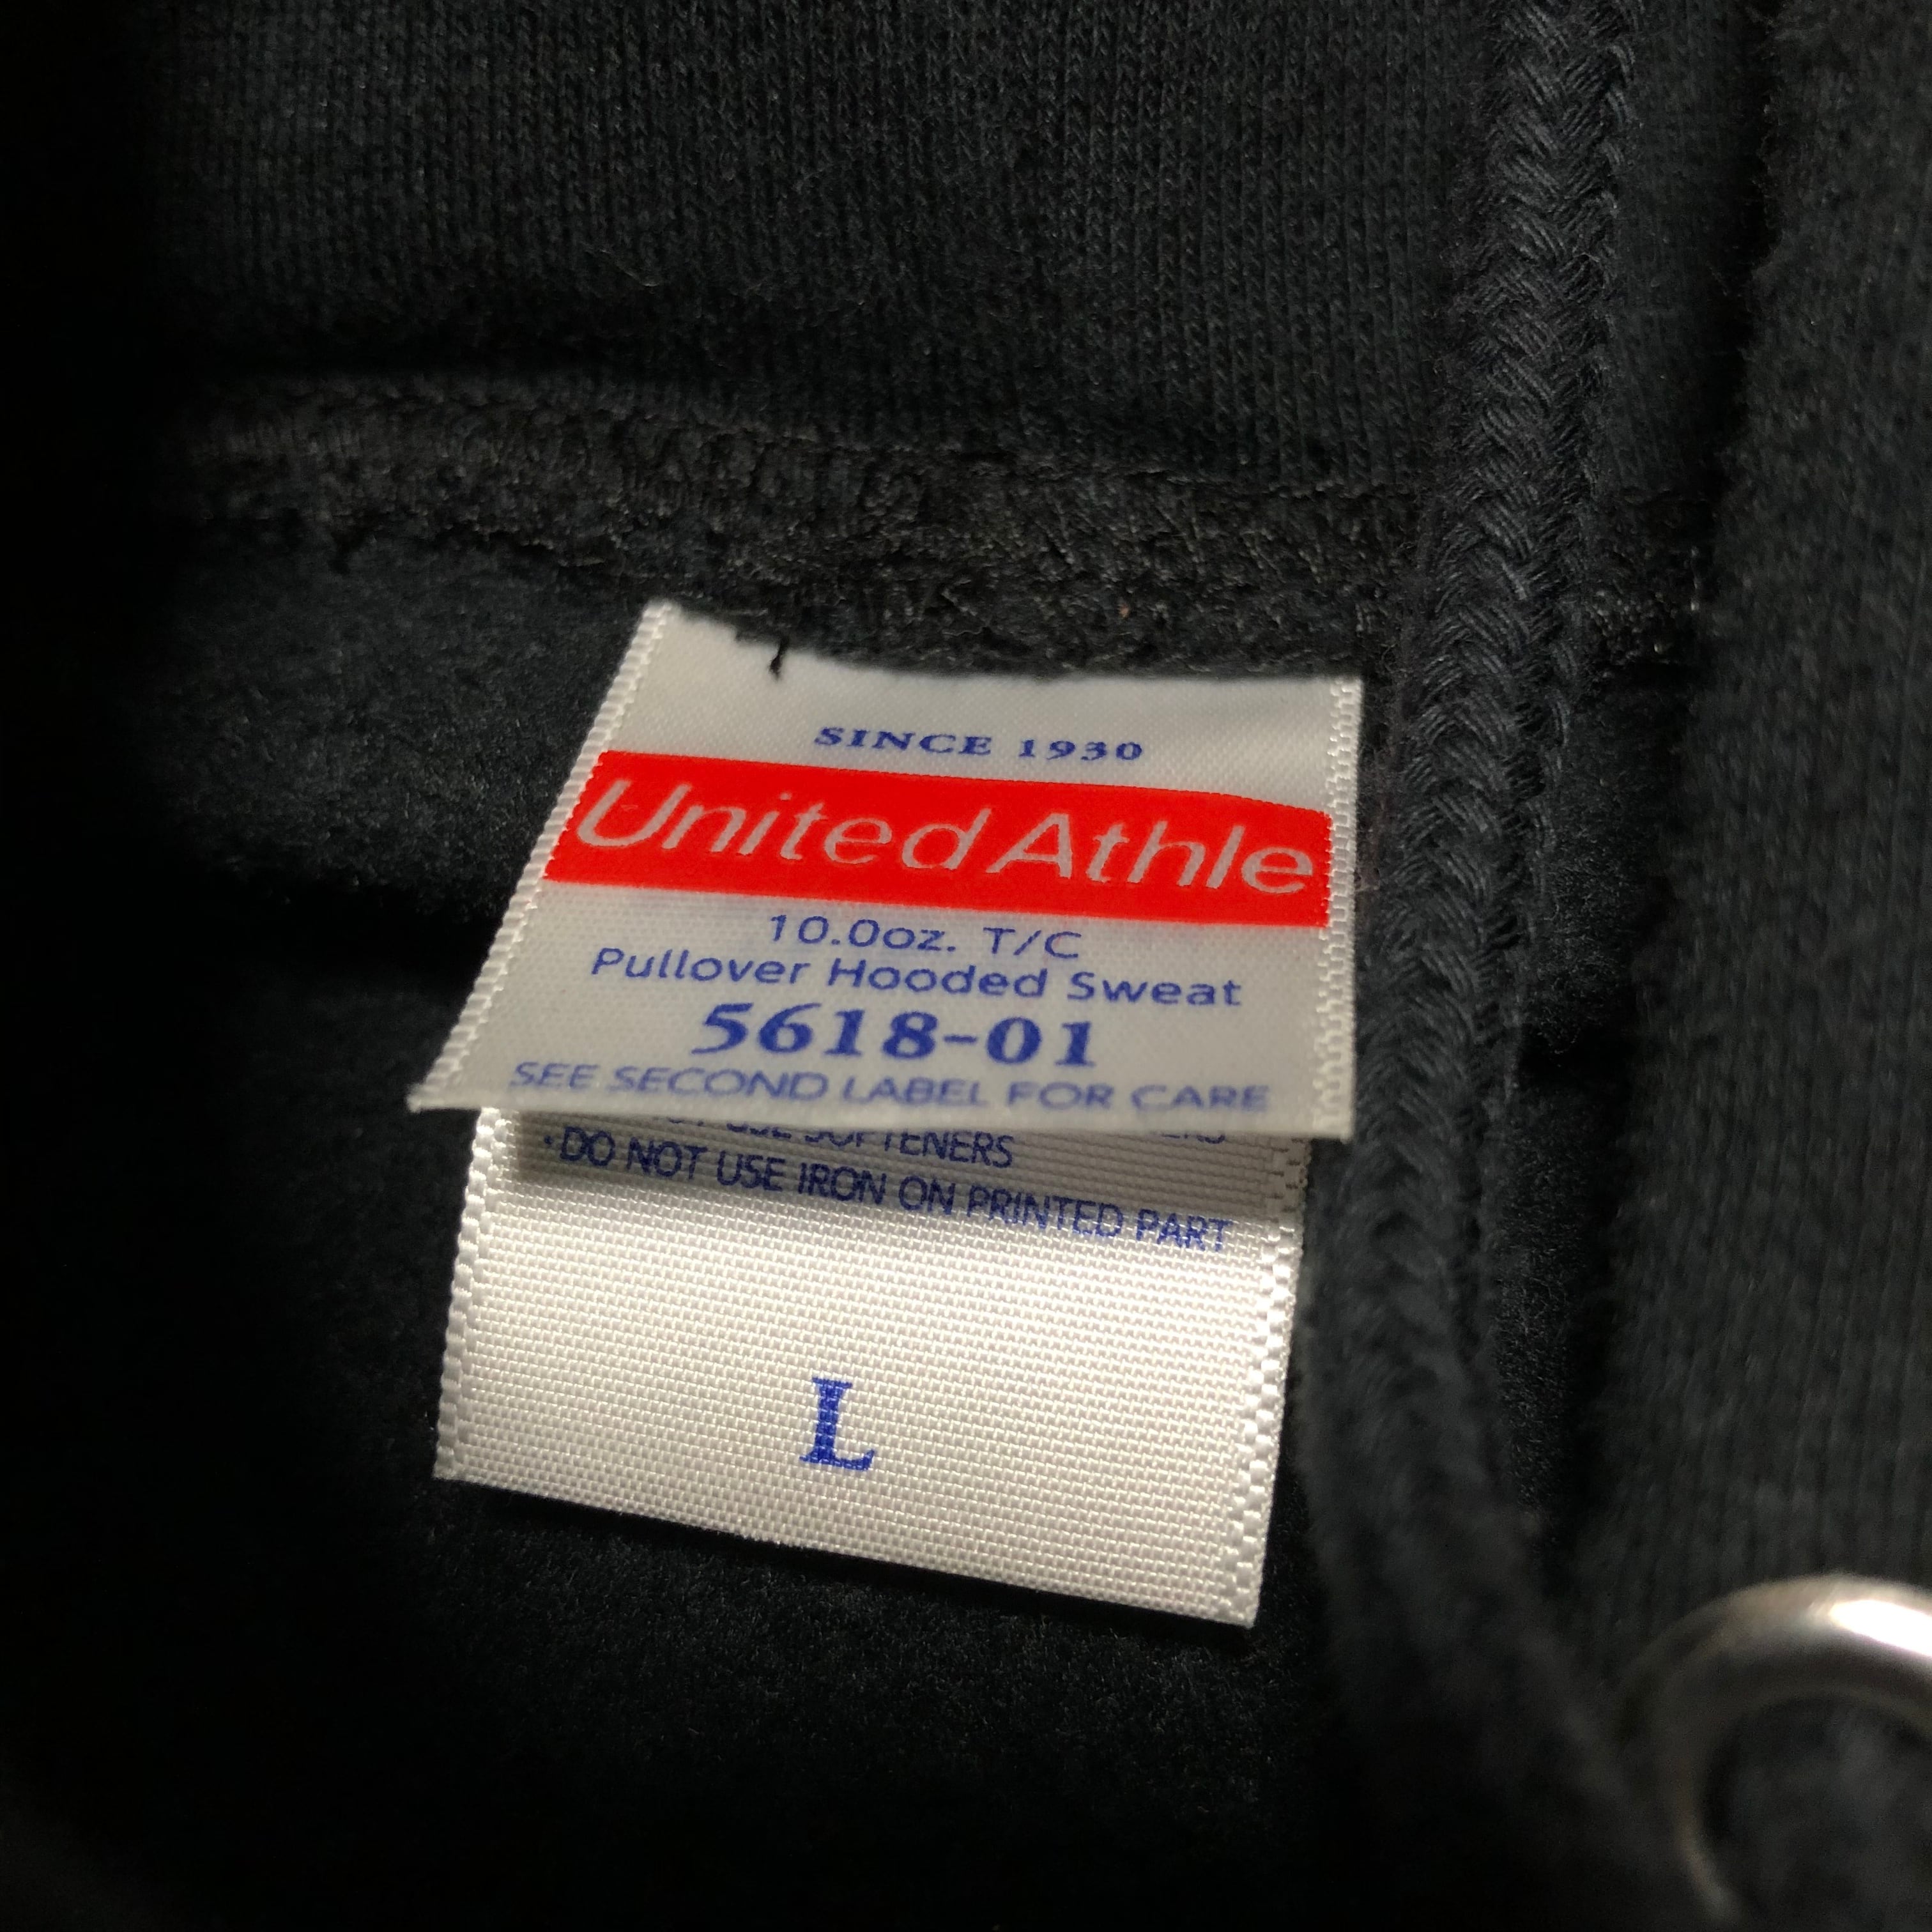 SINCE 1930
United Athle
10.0oz. T/C
Pullover Hooded Sweat
5618-01
SEE SECOND LABEL FOR CARE
USE SOFTENERS
·DO NOT USE IRON ON PRINTED PART
L